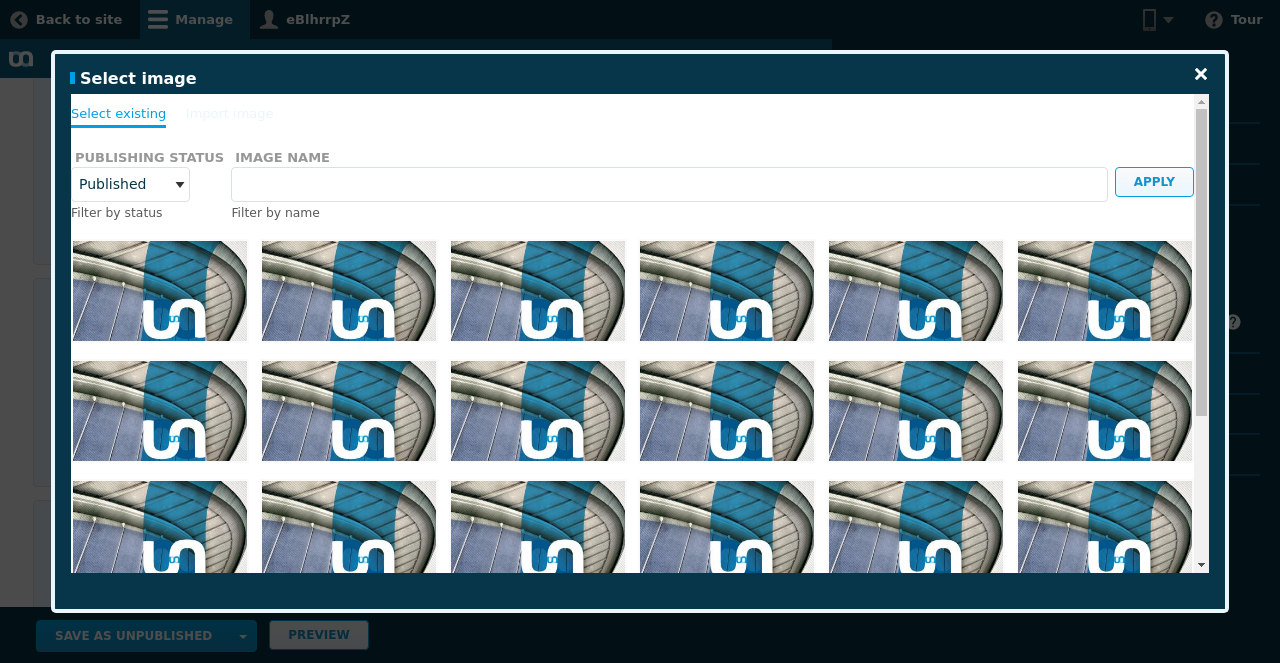 Back to site
Manage
eBlhrrpZ
Tour
Select image
Select existing
Import image
PUBLISHING STATUS
IMAGE NAME
Published
APPLY
Filter by status
Filter by name
SAVE AS UNPUBLISHED
PREVIEW